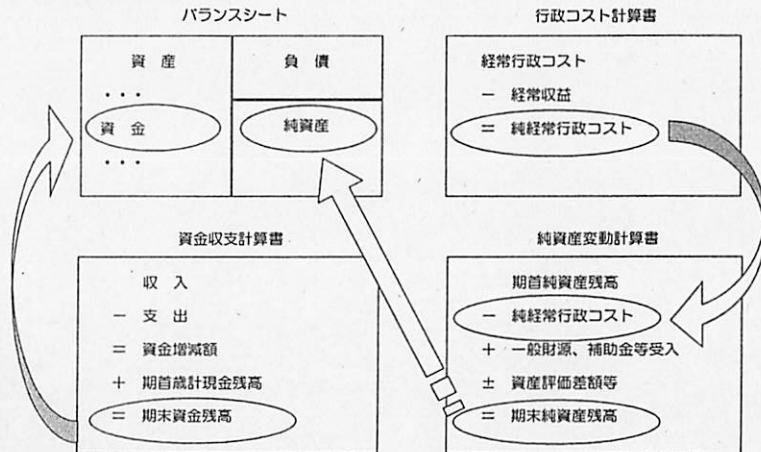 バランスシート
資産
・・・
資金
・・・
負債
純資産
行政コスト計算書
経常行政コスト
− 経常収益
= 純経常行政コスト
資金収支計算書
収入
− 支出
= 資金増減額
+ 期首歳計現金残高
= 期末資金残高
純資産変動計算書
期首純資産残高
− 純経常行政コスト
+ 一般財源、補助金等受入
± 資産評価差額等
= 期末純資産残高